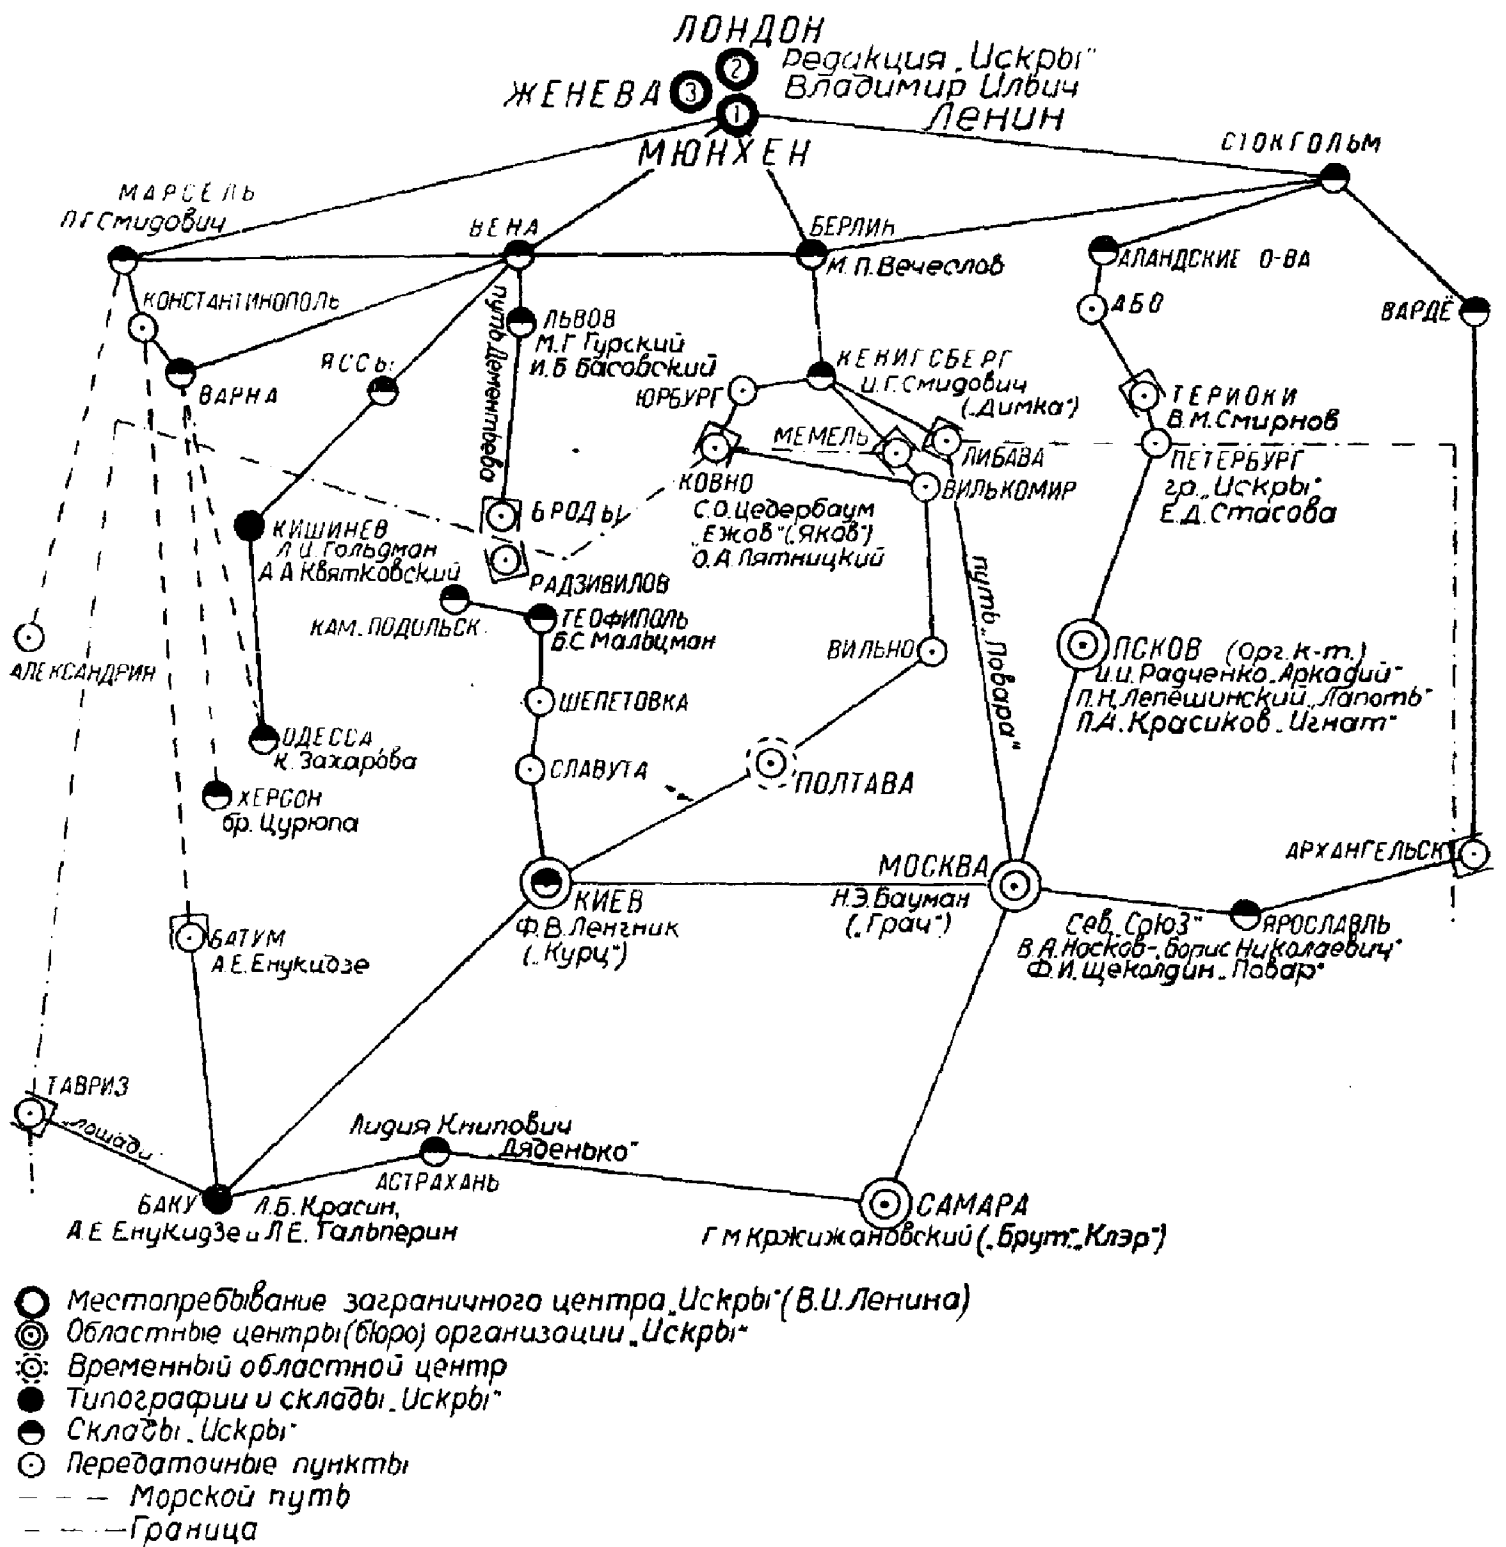 ЛОНДОН
2
Редакция „Искры"
Владимир Илвич
Ленин
ЖЕНЕВА
3
1
МЮНХЕН
СТОКГОЛЬМ
МАРСЕЛЬ
П.Г.Смидович
ВЕНА
БЕРЛИН
М.П.Вечеслов
АЛАНДСКИЕ О-ВА
КОНСТАНТИНОПОЛЬ
путь Дементьева
ЛЬВОВ
М.Г Гурский
И.Б Басовский
АБО
ВАРДЁ
ЯССЫ
ВАРНА
КЕНИГСБЕРГ
И.Г.Смидович
(„Димка")
ЮРБУРГ
ТЕРИОКИ
В.М.Смирнов
МЕМЕЛЬ
ЛИБАВА
ПЕТЕРБУРГ
гр.„Искры"
Е.Д.Стасова
КОВНО
С.О.Цедербаум
„Ежов"(„Яков")
О.А.Пятницкий
ВИЛЬКОМИР
БРОДЫ
КИШИНЕВ
Л.И.Гольдман
А.А Квятковский
РАДЗИВИЛОВ
путь „Повара"
КАМ. ПОДОЛЬСК.
ТЕОФИПОЛЬ
Б.С.Мальцман
АЛЕКСАНДРИЯ
ВИЛЬНО
ПСКОВ (Орг.к-т.)
И.И.Радченко„Аркадий"
П.Н.Лепешинский„Лапоть"
П.А.Красиков„Игнат"
ШЕПЕТОВКА
ОДЕССА,
К.Захарова
СЛАВУТА
ПОЛТАВА
ХЕРСОН
бр.Цурюпа
АРХАНГЕЛЬСК
МОСКВА
Н.Э.Бауман
(„Грач")
КИЕВ
Ф.В.Ленгник
(„Курц")
Сев.„Союз"
ЯРОСЛАВЛЬ
В.А.Носков-„Борис Николаевич"
Ф.И.Щеколдин„Повар"
БАТУМ
А.Е.Енукидзе
ТАВРИЗ
„лошади"
Лидия Книпович
„Дяденько"
АСТРАХАНЬ
БАКУ
Л.Б.Красин,
А.Е Енукидзе и Л.Е. Гальперин
САМАРА
Г М Кржижановский („Брут",„Клэр")
Местопребывание заграничного центра„Искры"(В.И.Ленина)
Областные центры(бюро) организации„Искры"
Временный областной центр
Типографии и склады„Искры"
Склады„Искры"
Передаточные пункты
Морской путь
Граница